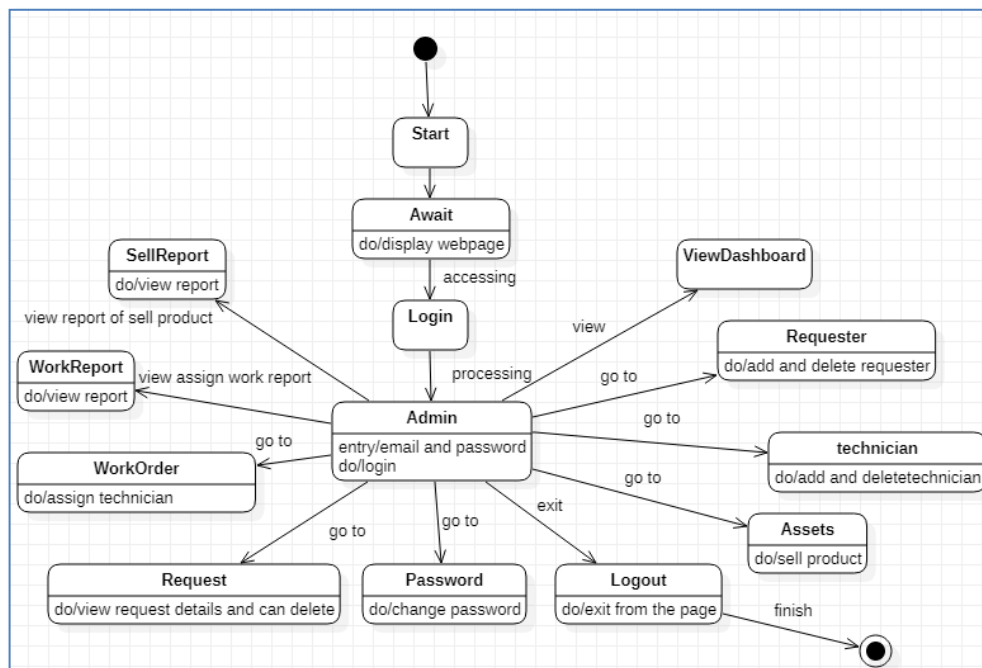 Start
Await
do/display webpage
accessing
SellReport
do/view report
ViewDashboard
Login
view report of sell product
view
Requester
do/add and delete requester
WorkReport
do/view report
view assign work report
processing
go to
Admin
entry/email and password
do/login
go to
technician
do/add and deletetechnician
go to
WorkOrder
do/assign technician
go to
Assets
do/sell product
exit
go to
go to
Request
do/view request details and can delete
Password
do/change password
Logout
do/exit from the page
finish